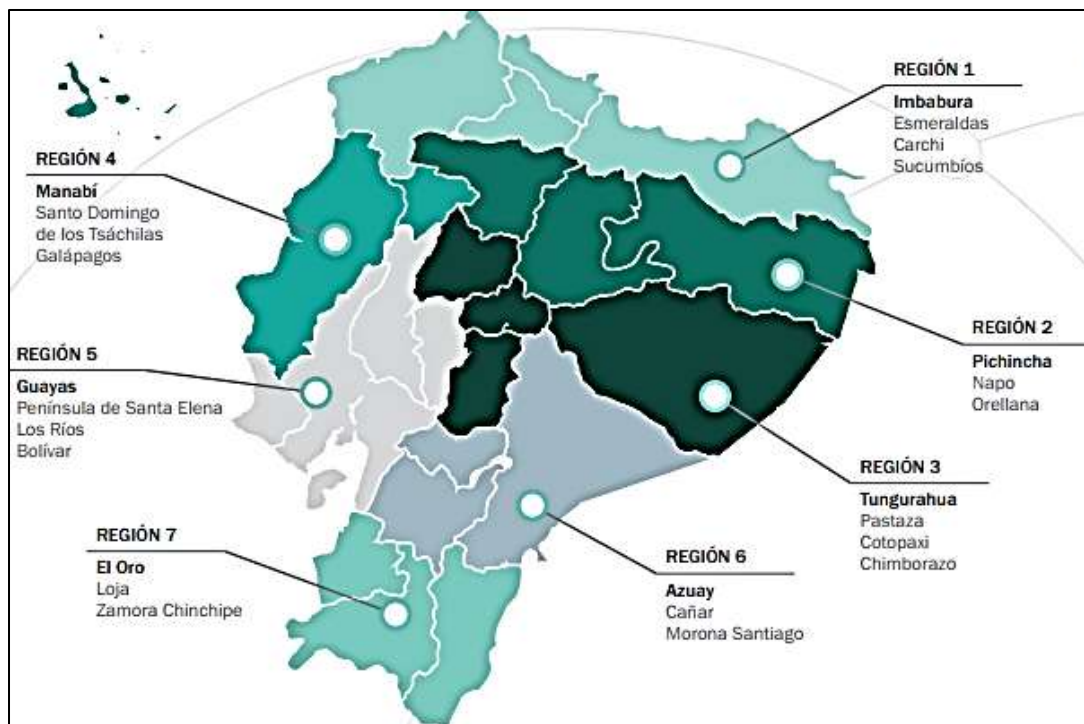 REGIÓN 1
Imbabura
Esmeraldas
Carchi
Sucumbíos
REGIÓN 4
Manabí
Santo Domingo
de los Tsáchilas
Galápagos
REGIÓN 2
Pichincha
Napo
Orellana
REGIÓN 5
Guayas
Península de Santa Elena
Los Ríos
Bolívar
REGIÓN 3
Tungurahua
Pastaza
Cotopaxi
Chimborazo
REGIÓN 7
El Oro
Loja
Zamora Chinchipe
REGIÓN 6
Azuay
Cañar
Morona Santiago